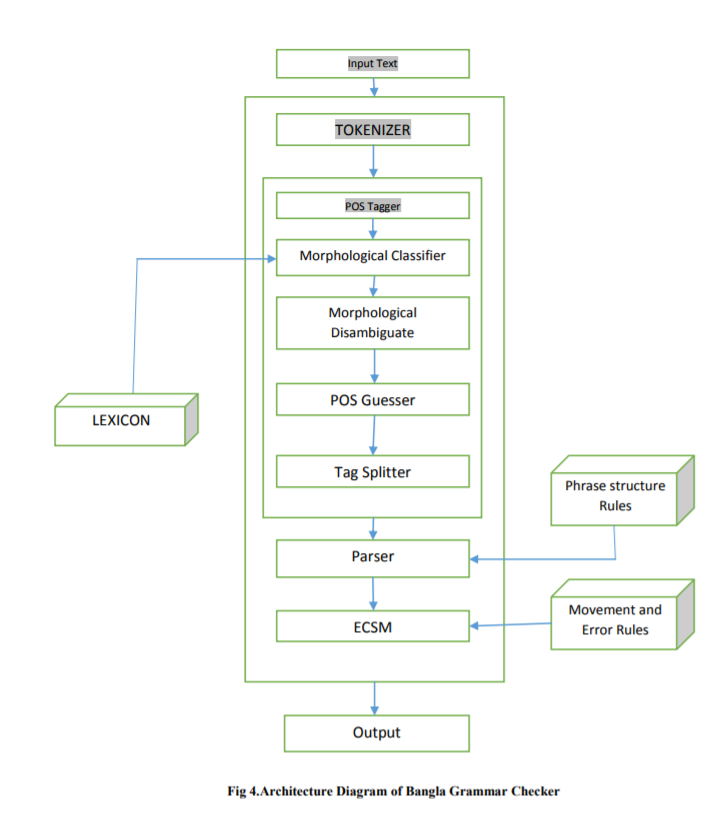 Input Text
TOKENIZER
POS Tagger
Morphological Classifier
Morphological
Disambiguate
POS Guesser
LEXICON
Tag Splitter
Phrase structure
Rules
Parser
Movement and
Error Rules
ECSM
Output
Fig 4.Architecture Diagram of Bangla Grammar Checker